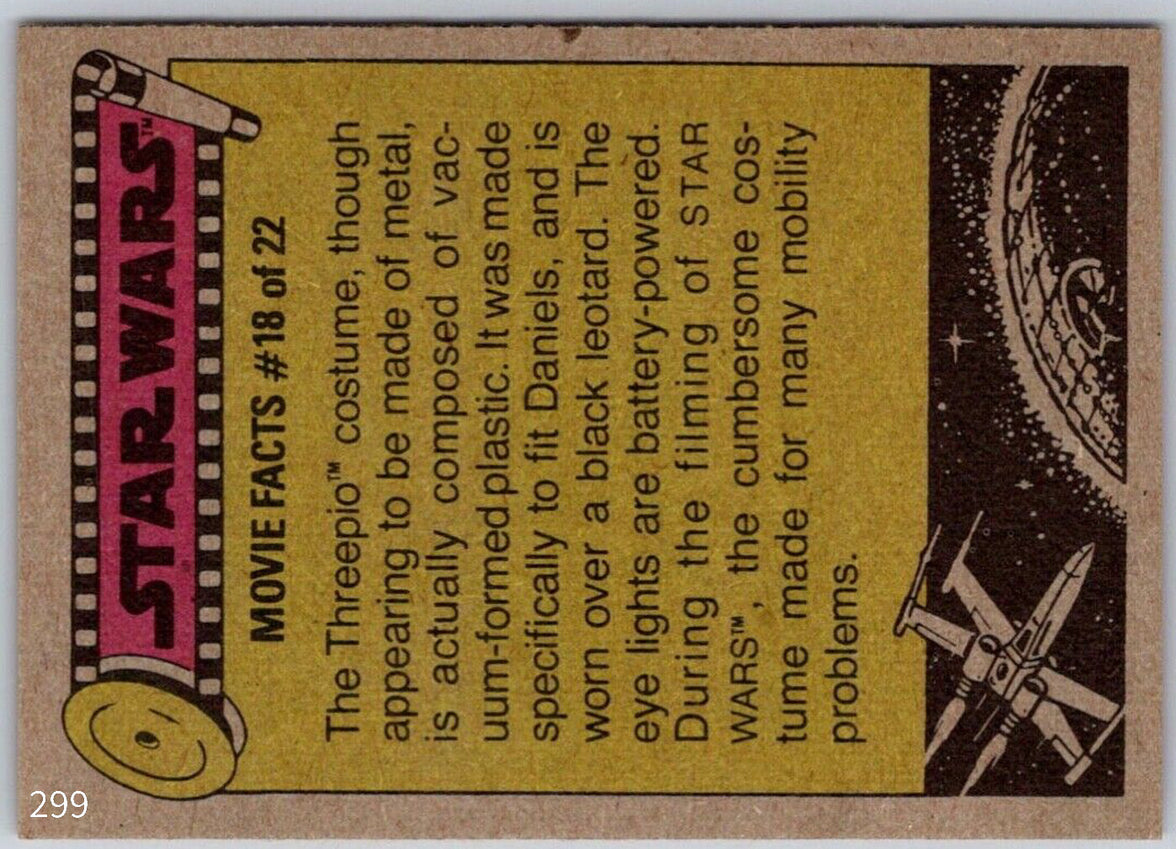 STAR WARS™
MOVIE FACTS #18 of 22
The Threepio™ costume, though
appearing to be made of metal,
is actually composed of vac-
uum-formed plastic. It was made
specifically to fit Daniels, and is
worn over a black leotard. The
eye lights are battery-powered.
During the filming of STAR
WARS™, the cumbersome cos-
tume made for many mobility
problems.
299